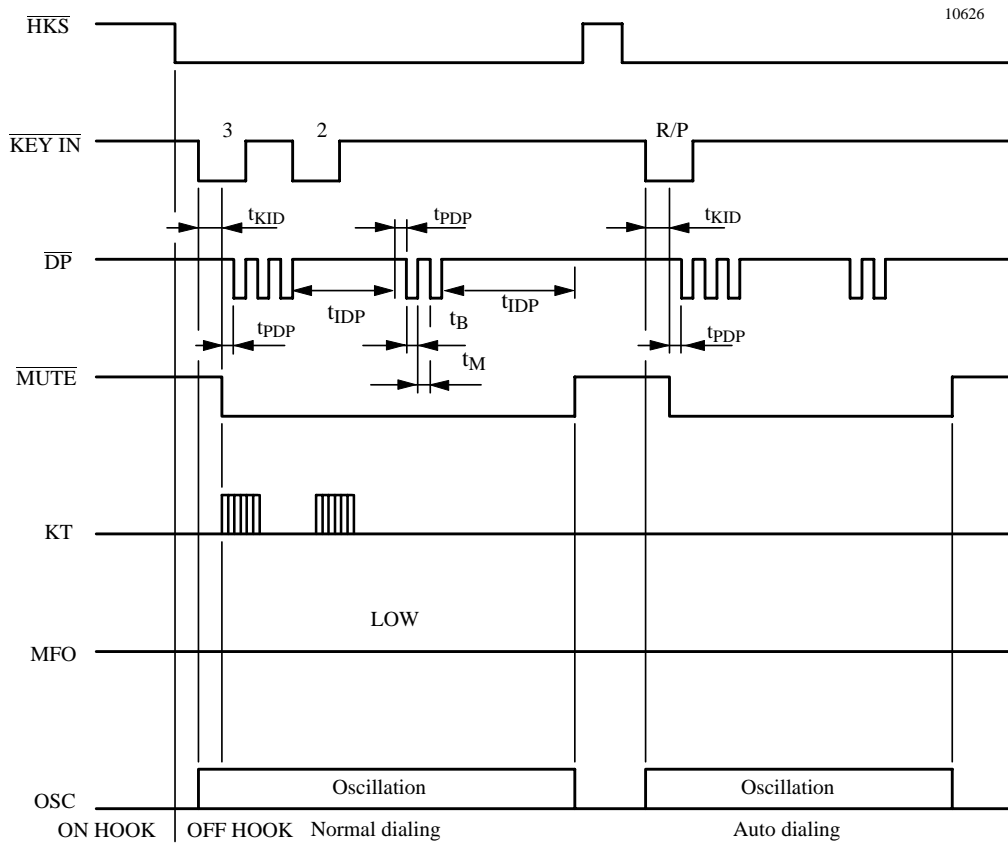 10626
HKS
3 2 R/P
KEY IN
tKID tPDP tKID
DP
tIDP tB tIDP
tPDP tM tPDP
MUTE
KT
LOW
MFO
Oscillation Oscillation
OSC
ON HOOK OFF HOOK Normal dialing Auto dialing